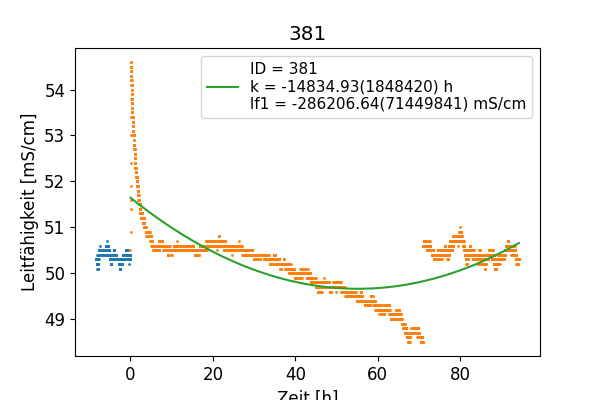 381
ID = 381
k = -14834.93(1848420) h
lf1 = -286206.64(71449841) mS/cm
Leitfähigkeit [mS/cm]
54
53
52
51
50
49
0 20 40 60 80
Zeit [h]